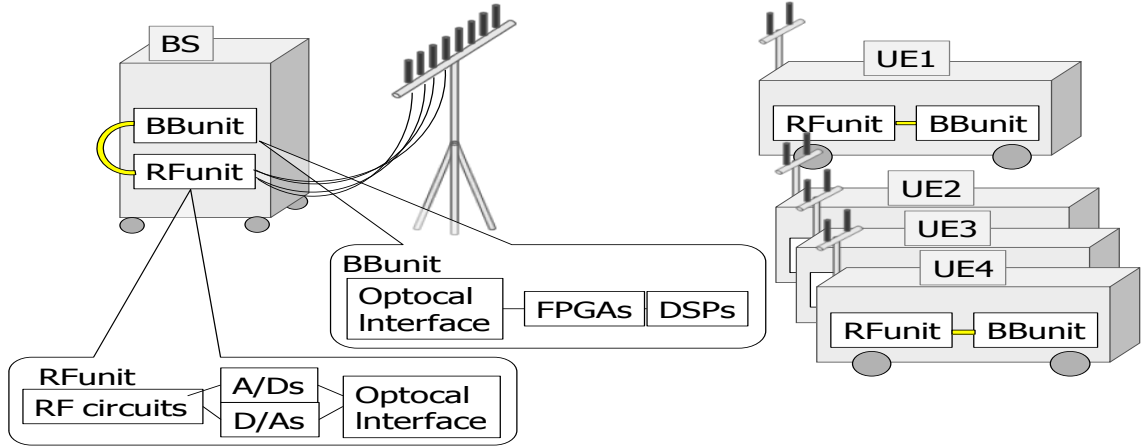 BS
BBunit
RFunit
UE1
RFunit
BBunit
UE2
UE3
UE4
RFunit
BBunit
BBunit
Optocal
Interface
FPGAs
DSPs
RFunit
RF circuits
A/Ds
D/As
Optocal
Interface